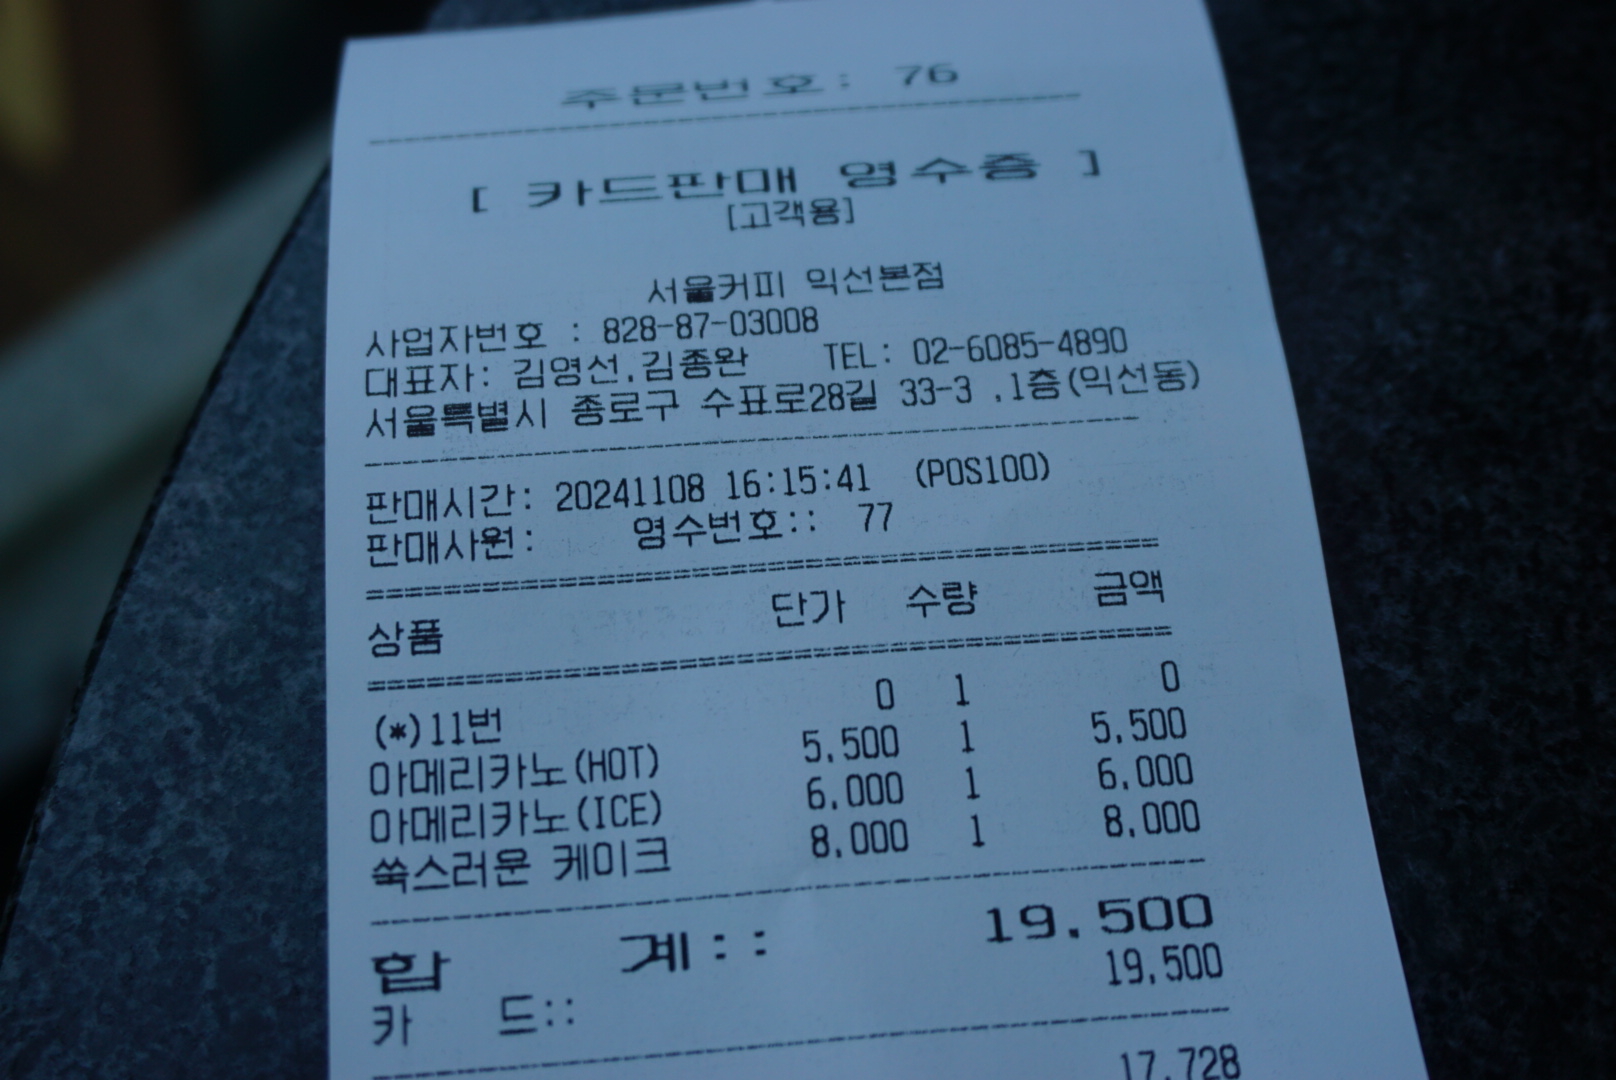 주문번호: 76
[ 카드판매 영수증 ]
[고객용]
서울커피 익선본점
사업자번호 : 828-87-03008
대표자: 김영선,김종완 TEL: 02-6085-4890
서울특별시 종로구 수표로28길 33-3 ,1층(익선동)
판매시간: 20241108 16:15:41 (POS100)
판매사원: 영수번호:: 77
상품 단가 수량 금액
(*)11번 0 1 0
아메리카노(HOT) 5,500 1 5,500
아메리카노(ICE) 6,000 1 6,000
쑥스러운 케이크 8,000 1 8,000
합 계:: 19,500
카 드:: 19,500
17,728